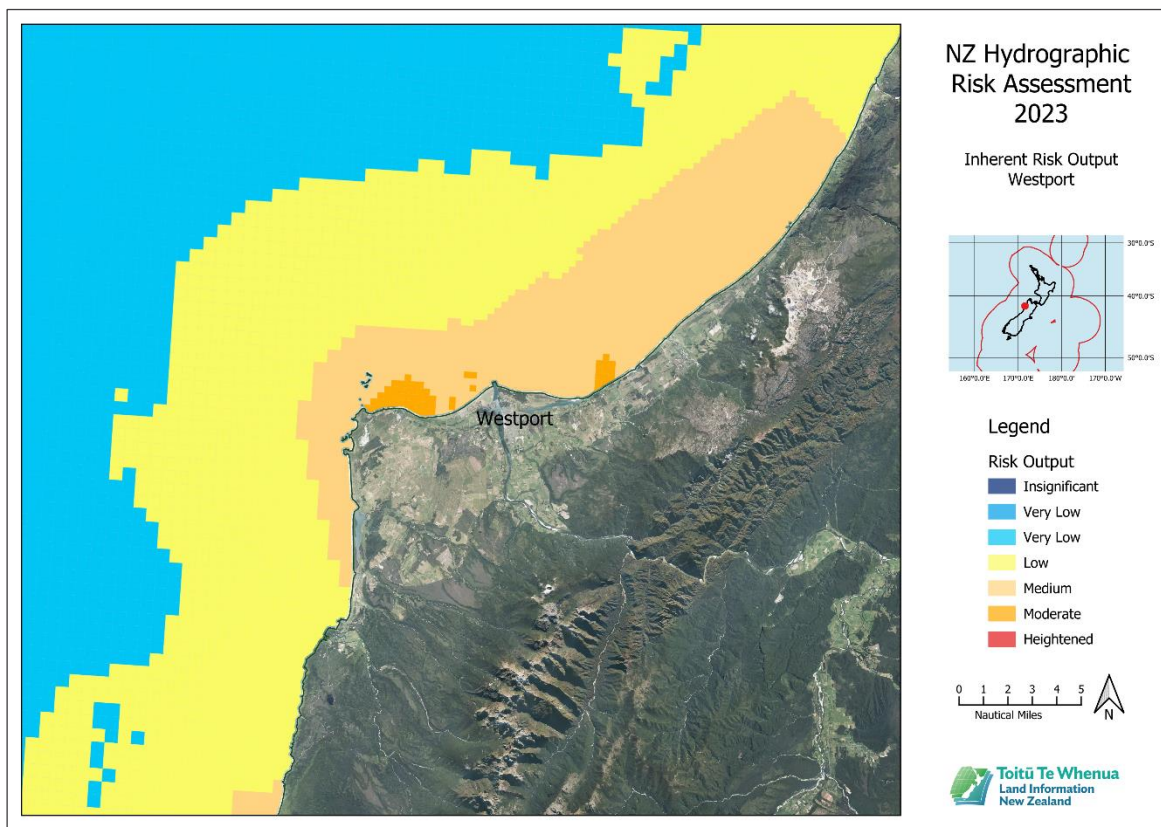 NZ Hydrographic
Risk Assessment
2023
Inherent Risk Output
Westport
30°0.0'S
40°0.0'S
50°0.0'S
160°0.0'E
170°0.0'E
180°0.0'
170°0.0'W
Westport
Legend
Risk Output
Insignificant
Very Low
Very Low
Low
Medium
Moderate
Heightened
0 1 2 3 4 5
Nautical Miles
N
Toitū Te Whenua
Land Information
New Zealand